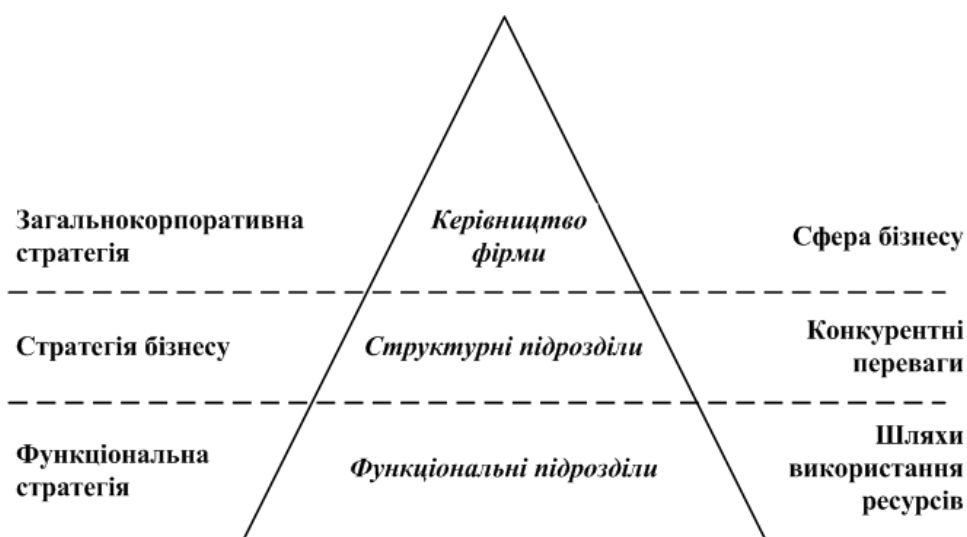 Загальнокорпоративна
стратегія
Керівництво
фірми
Сфера бізнесу
Стратегія бізнесу
Структурні підрозділи
Конкурентні
переваги
Функціональна
стратегія
Функціональні підрозділи
Шляхи
використання
ресурсів